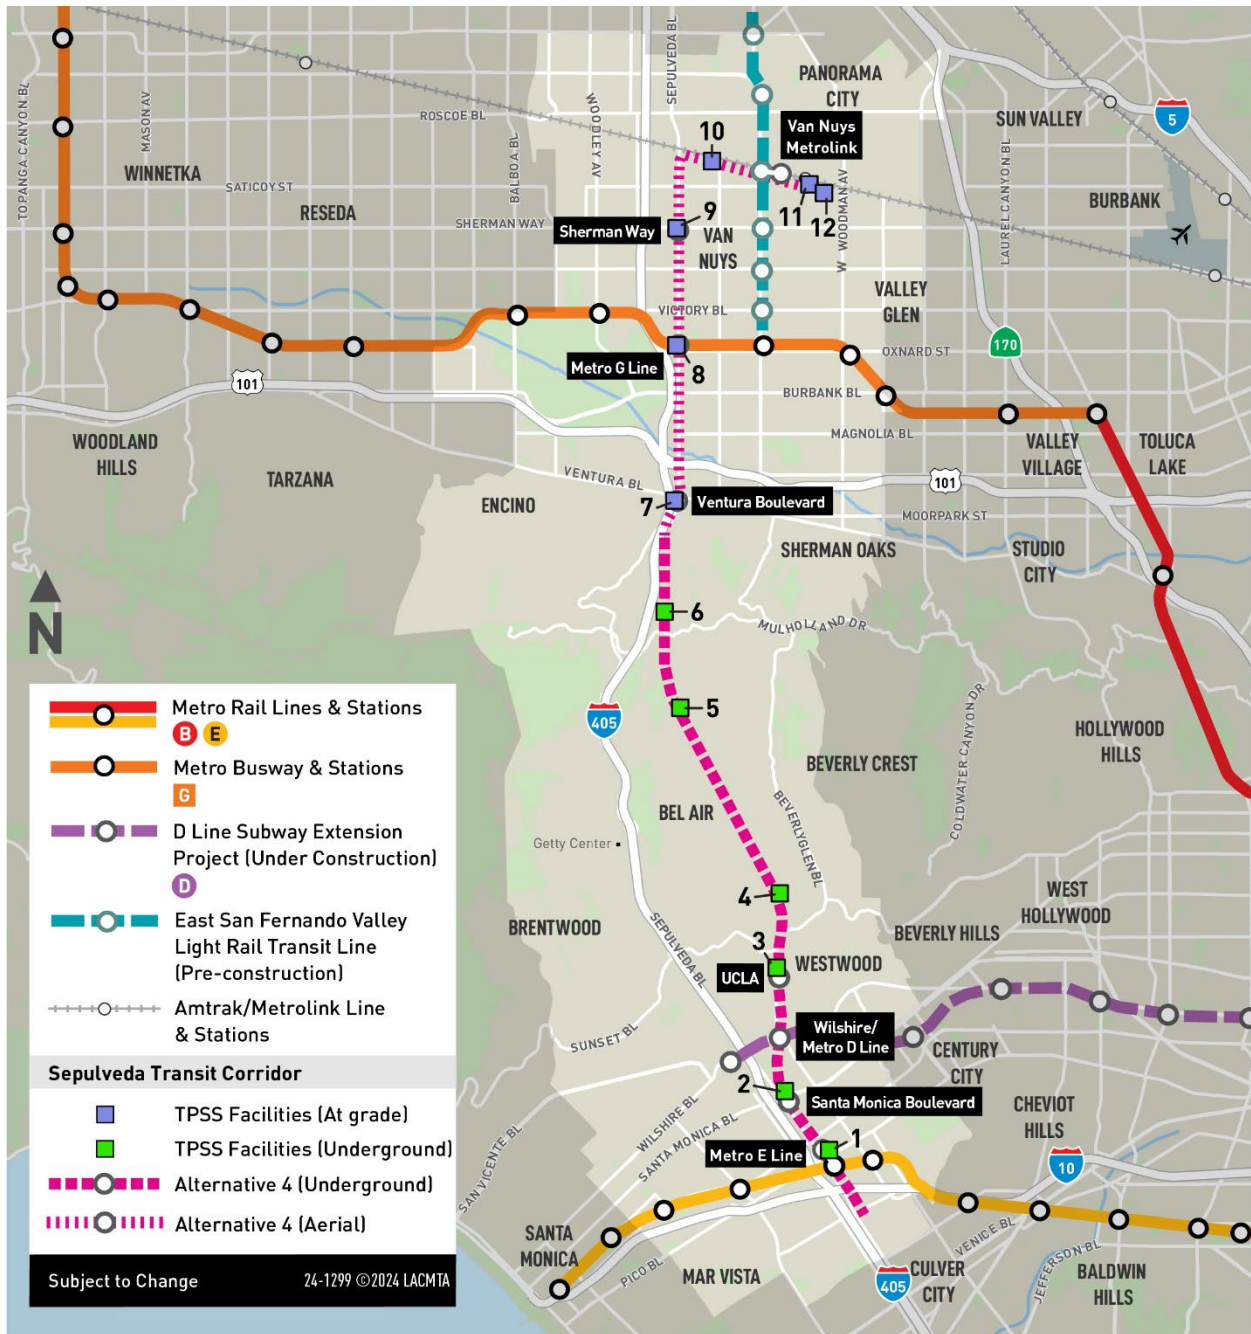 TOPANGA CANYON BL
MASON AV
WINNETKA
RESEDA
SATICOY ST
ROSCOE BL
BALBOA BL
WOODLEY AV
SHERMAN WAY
SEPULVEDA BL
PANORAMA
CITY
Van Nuys
Metrolink
10
11
12
W WOODMAN AV
SUN VALLEY
LAUREL CANYON BL
5
BURBANK
Sherman Way
9
VAN
NUYS
VICTORY BL
VALLEY
GLEN
OXNARD ST
170
Metro G Line
8
BURBANK BL
MAGNOLIA BL
101
WOODLAND
HILLS
TARZANA
ENCINO
VENTURA BL
7
Ventura Boulevard
VALLEY
VILLAGE
TOLUCA
LAKE
101
MOORPARK ST
SHERMAN OAKS
STUDIO
CITY
N
6
MULHOLLAND DR
5
405
COLDWATER CANYON DR
HOLLYWOOD
HILLS
BEVERLY CREST
BEL AIR
BEVERLYGLEN BL
Getty Center
4
WEST
HOLLYWOOD
BRENTWOOD
SEPULVEDA BL
BEVERLY HILLS
3
WESTWOOD
UCLA
SUNSET BL
Wilshire/
Metro D Line
CENTURY
CITY
2
Santa Monica Boulevard
CHEVIOT
HILLS
WILSHIRE BL
SANTA MONICA BL
SAN VICENTE BL
Metro E Line
1
10
SANTA
MONICA
PICO BL
MAR VISTA
VENICE BL
JEFFERSON BL
405
CULVER
CITY
BALDWIN
HILLS
Metro Rail Lines & Stations
B E
Metro Busway & Stations
G
D Line Subway Extension
Project (Under Construction)
D
East San Fernando Valley
Light Rail Transit Line
(Pre-construction)
Amtrak/Metrolink Line
& Stations
Sepulveda Transit Corridor
TPSS Facilities (At grade)
TPSS Facilities (Underground)
Alternative 4 (Underground)
Alternative 4 (Aerial)
Subject to Change 24-1299 ©2024 LACMTA